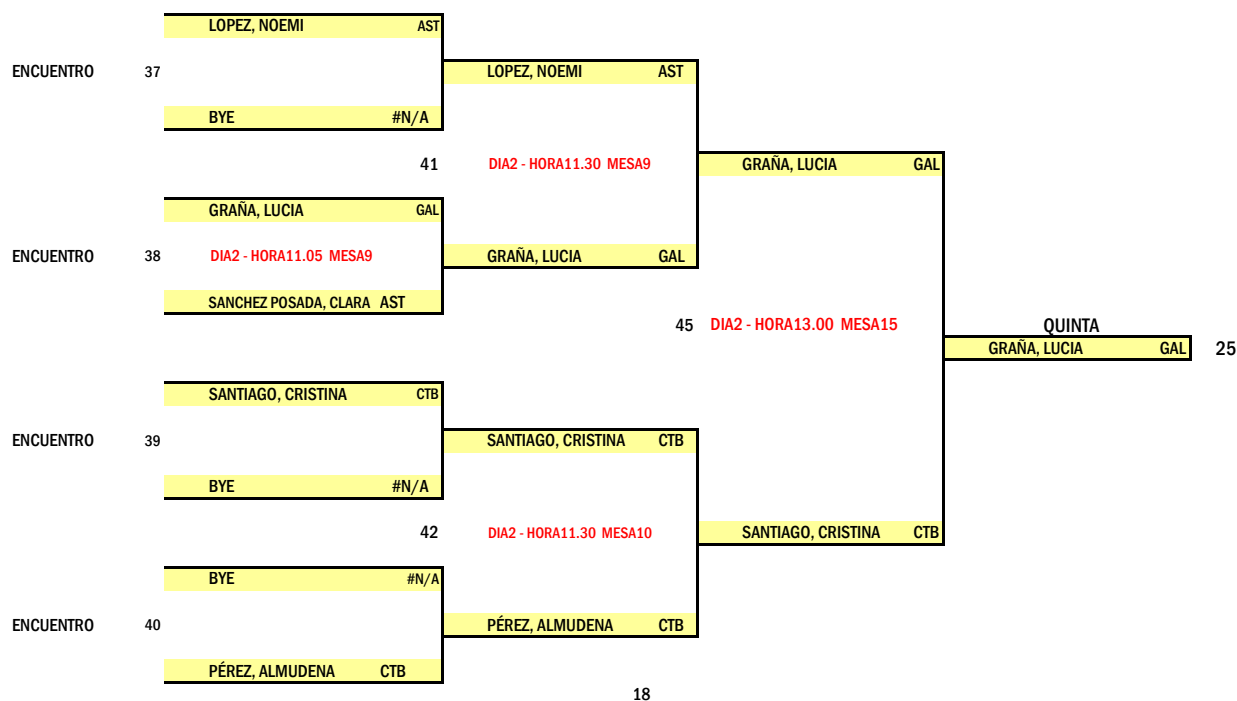 LOPEZ, NOEMI AST
ENCUENTRO 37 LOPEZ, NOEMI AST
BYE #N/A
41 DIA2 - HORA11.30 MESA9 GRAÑA, LUCIA GAL
GRAÑA, LUCIA GAL
ENCUENTRO 38 DIA2 - HORA11.05 MESA9 GRAÑA, LUCIA GAL
SANCHEZ POSADA, CLARA AST
45 DIA2 - HORA13.00 MESA15 QUINTA
GRAÑA, LUCIA GAL 25
SANTIAGO, CRISTINA CTB
ENCUENTRO 39 SANTIAGO, CRISTINA CTB
BYE #N/A
42 DIA2 - HORA11.30 MESA10 SANTIAGO, CRISTINA CTB
BYE #N/A
ENCUENTRO 40 PÉREZ, ALMUDENA CTB
PÉREZ, ALMUDENA CTB
18